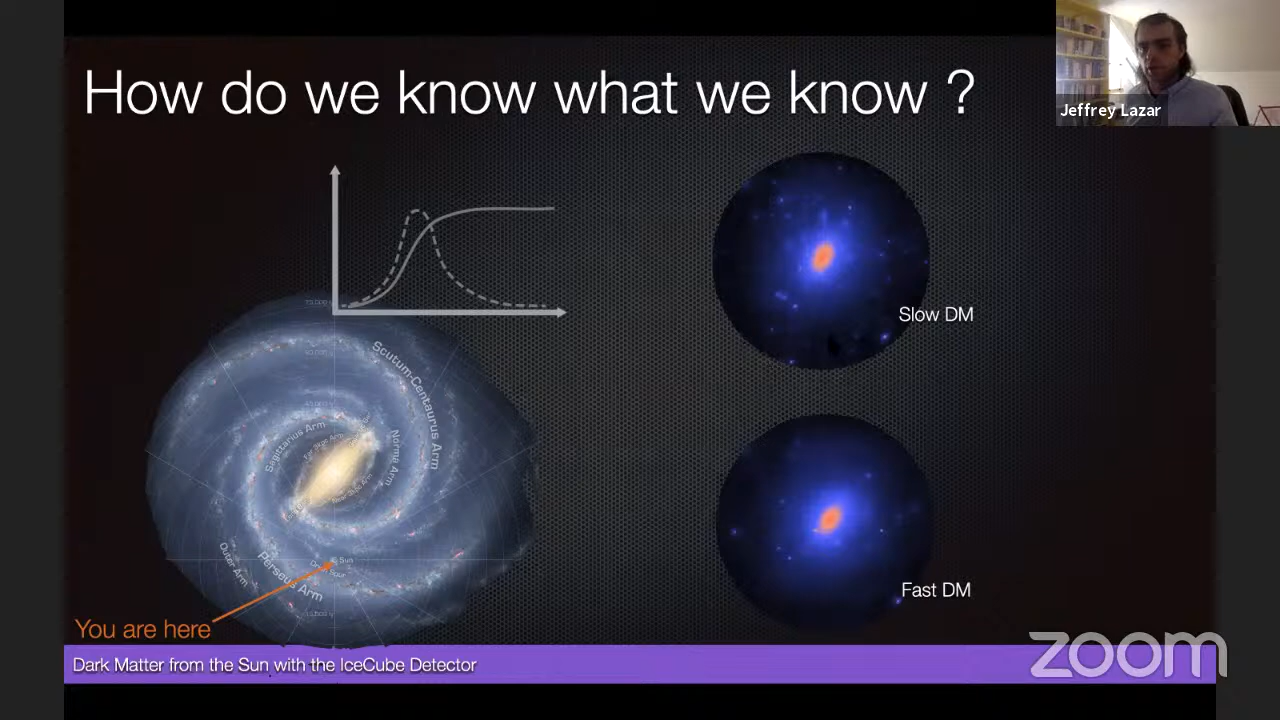 How do we know what we know ?
Jeffrey Lazar
Slow DM
Scutum-Centaurus Arm
Sagittarius Arm
Norma Arm
Sun
Outer Arm
Perseus Arm
Fast DM
You are here
Dark Matter from the Sun with the IceCube Detector
zoom